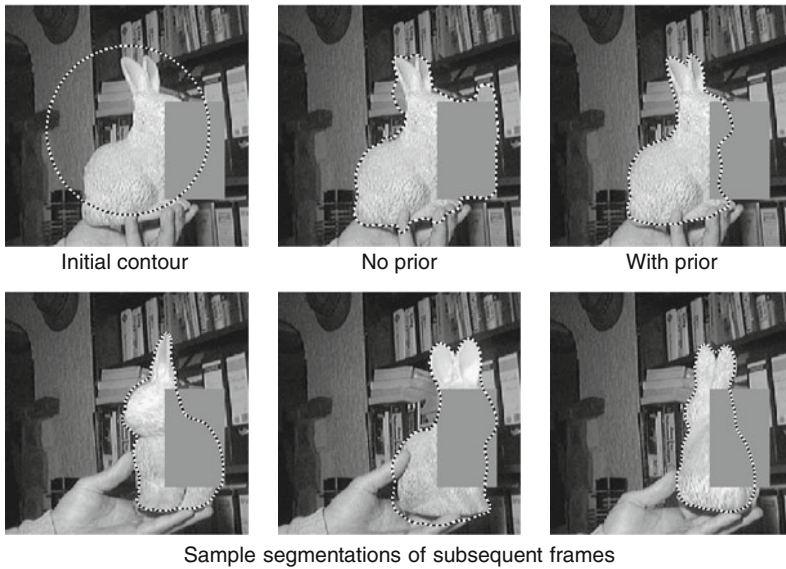 Initial contour
No prior
With prior
Sample segmentations of subsequent frames